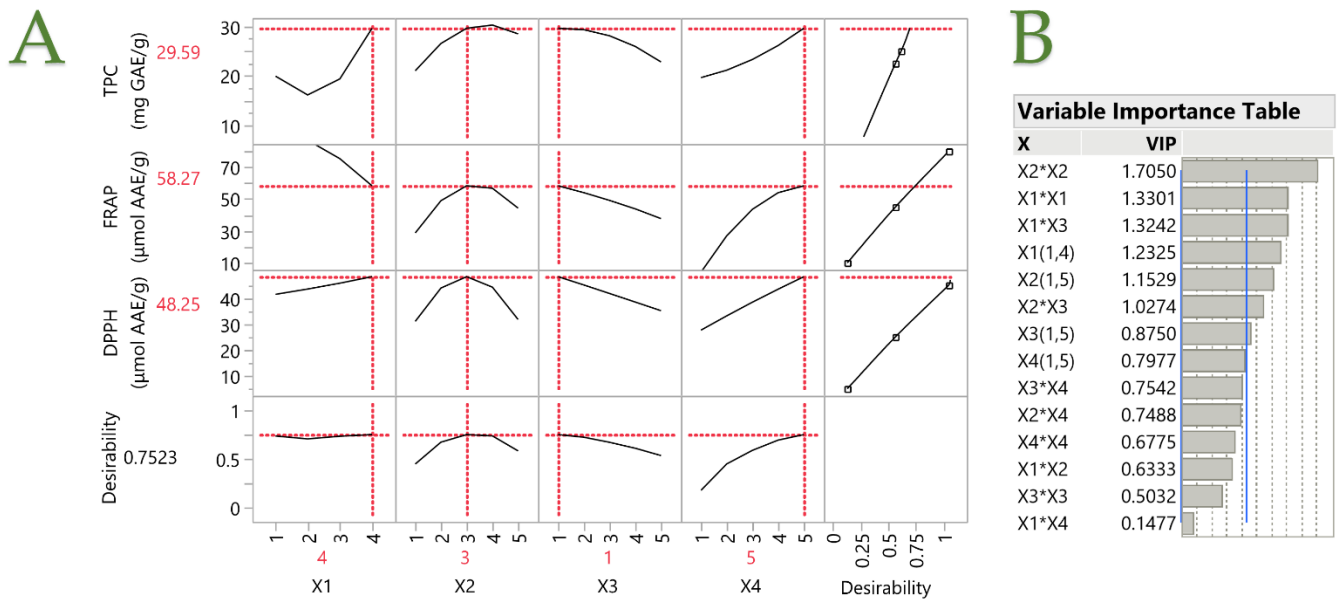 A
TPC
(mg GAE/g)
29.59
30
20
10
FRAP
(µmol AAE/g)
58.27
70
50
30
10
DPPH
(µmol AAE/g)
48.25
40
30
20
10
Desirability
0.7523
1
0.5
0
1 2 3 4
1 2 3 4 5
1 2 3 4 5
1 2 3 4 5
0 0.25 0.5 0.75 1
4 3 1 5
X1 X2 X3 X4 Desirability
B
Variable Importance Table
X VIP
X2*X2 1.7050
X1*X1 1.3301
X1*X3 1.3242
X1(1,4) 1.2325
X2(1,5) 1.1529
X2*X3 1.0274
X3(1,5) 0.8750
X4(1,5) 0.7977
X3*X4 0.7542
X2*X4 0.7488
X4*X4 0.6775
X1*X2 0.6333
X3*X3 0.5032
X1*X4 0.1477